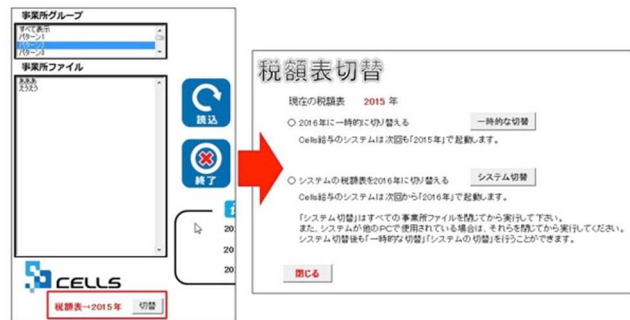 事業所グループ
すべて表示
パターン1
パターン2
パターン3
事業所ファイル
あああ
えうえう
読込
終了
20
20
20
CELLS
税額表→2015年
切替
税額表切替
現在の税額表 2015 年
2016年に一時的に切り替える
一時的な切替
Cells給与のシステムは次回も「2015年」で起動します。
システムの税額表を2016年に切り替える
システム切替
Cells給与のシステムは次回から「2016年」で起動します。
「システム切替」はすべての事業所ファイルを閉じてから実行して下さい。
また、システムが他のPCで使用されている場合は、それらを閉じてから実行してください。
システム切替後も「一時的な切替」「システムの切替」を行うことができます。
閉じる